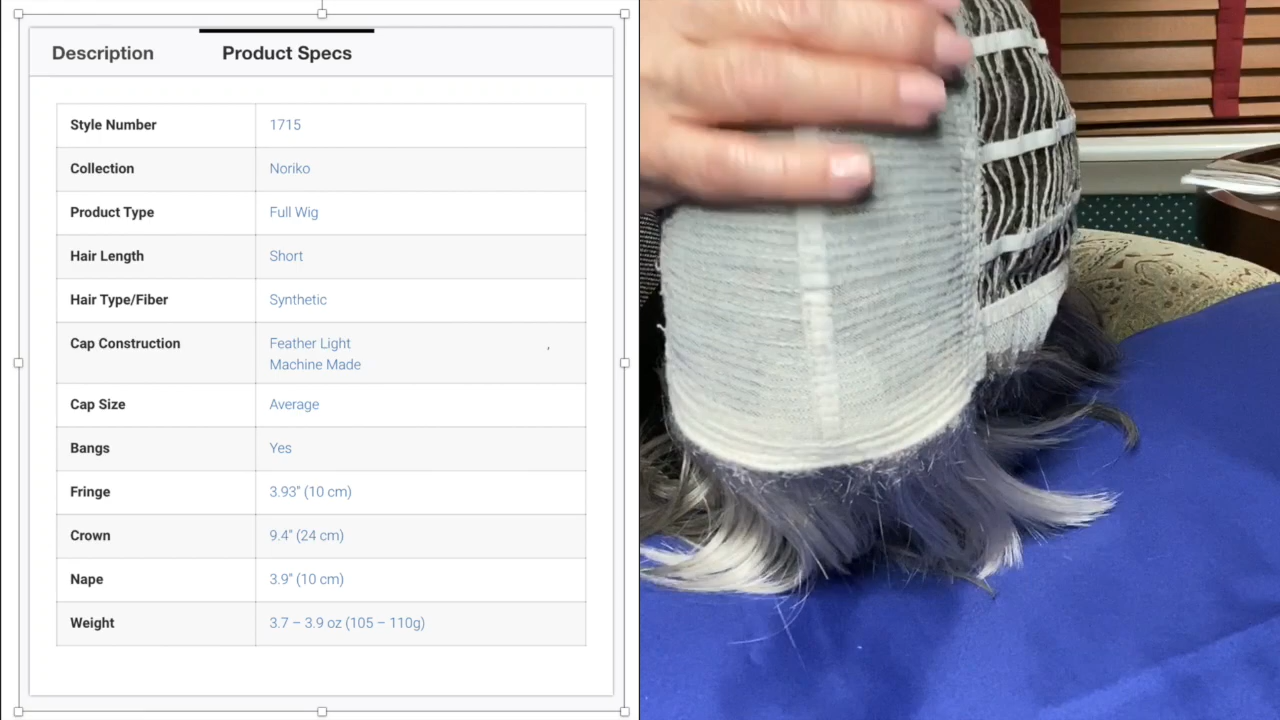 Description Product Specs
Style Number 1715
Collection Noriko
Product Type Full Wig
Hair Length Short
Hair Type/Fiber Synthetic
Cap Construction Feather Light
Machine Made
Cap Size Average
Bangs Yes
Fringe 3.93” (10 cm)
Crown 9.4” (24 cm)
Nape 3.9” (10 cm)
Weight 3.7 – 3.9 oz (105 – 110g)